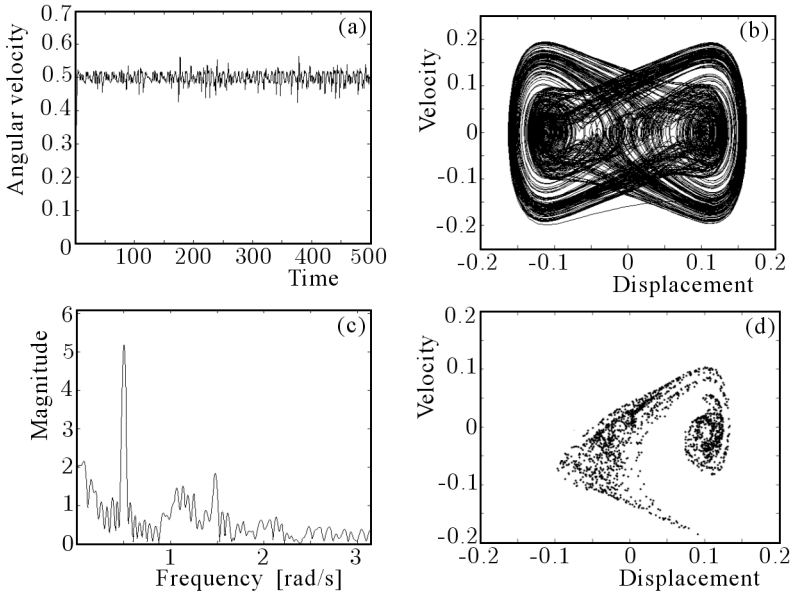 0.7 (a)
0.6
0.5
0.4
0.3
0.2
0.1
0
100 200 300 400 500
Time
Angular velocity
0.2 (b)
0.1
0
-0.1
-0.2
-0.2 -0.1 0 0.1 0.2
Displacement
Velocity
6 (c)
5
4
3
2
1
0
1 2 3
Frequency [rad/s]
Magnitude
0.2 (d)
0.1
0
-0.1
-0.2
-0.2 -0.1 0 0.1 0.2
Displacement
Velocity